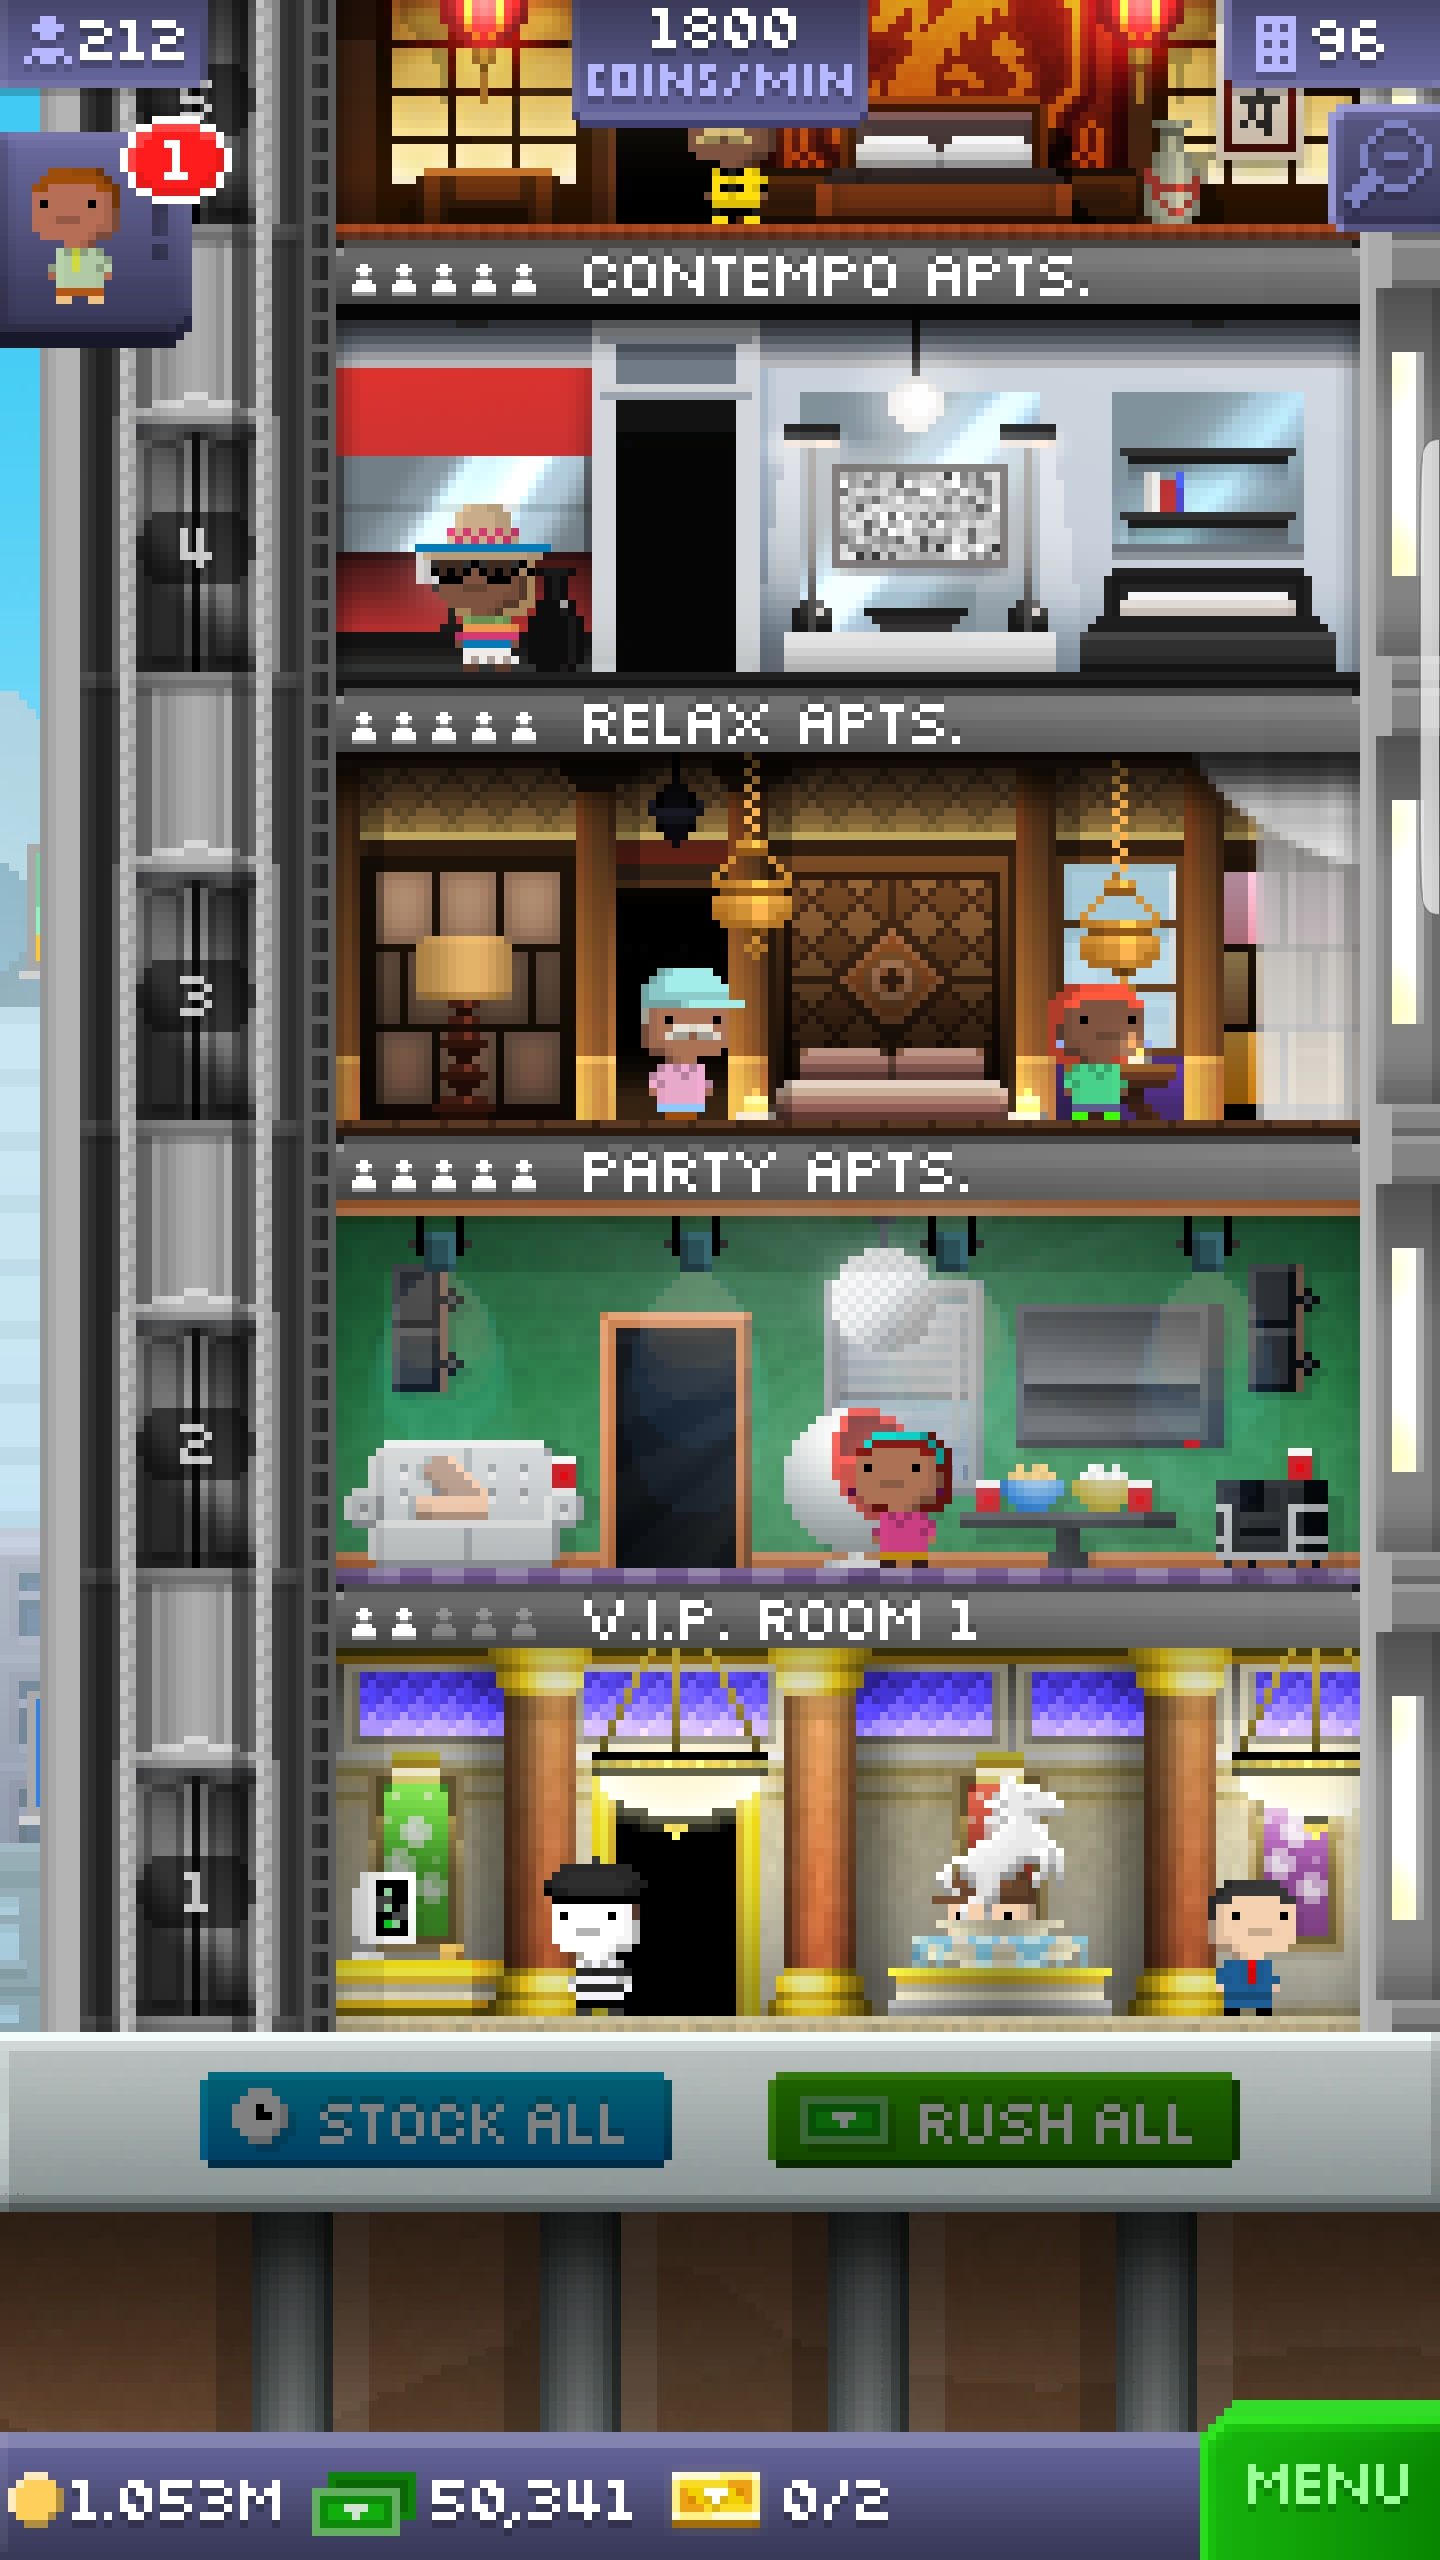 212
1800
COINS/MIN
96
5
1
CONTEMPO APTS.
4
RELAX APTS.
3
PARTY APTS.
2
V.I.P. ROOM 1
1
STOCK ALL
RUSH ALL
1.053M
50,341
0/2
MENU